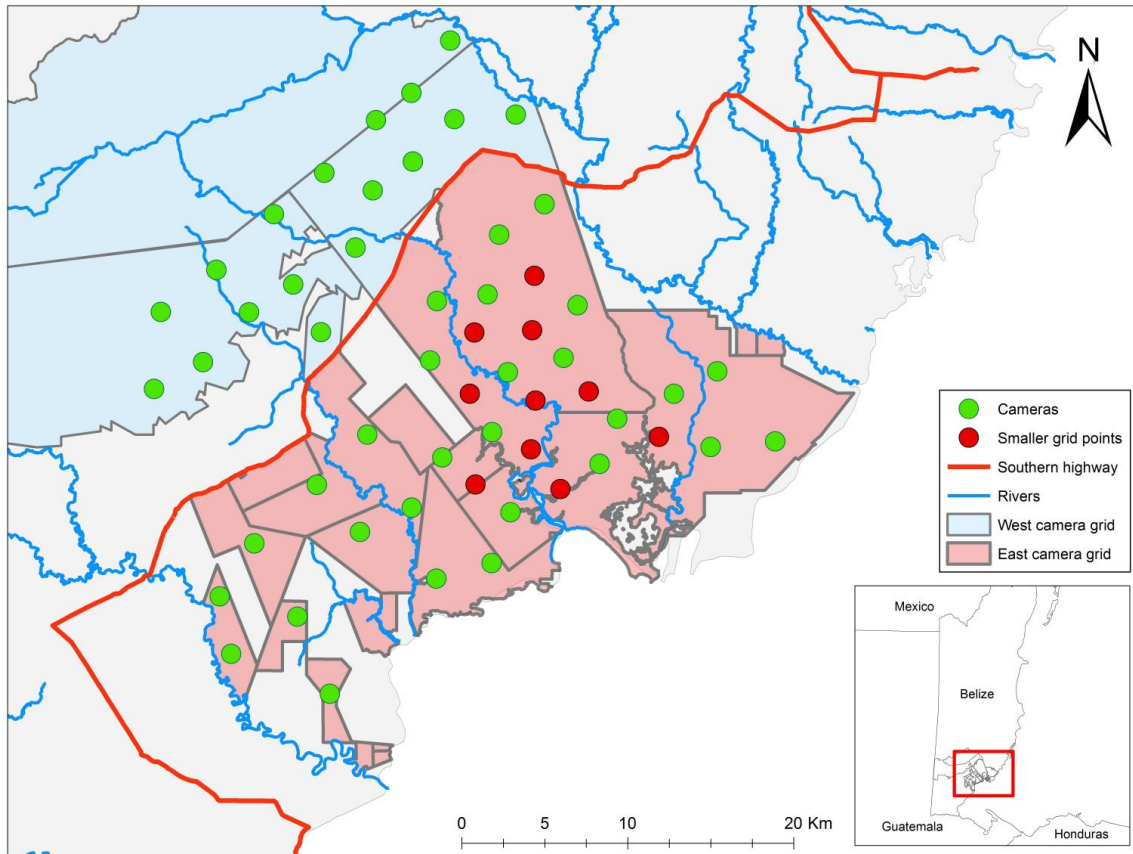 N
Cameras
Smaller grid points
Southern highway
Rivers
West camera grid
East camera grid
Mexico
Belize
Guatemala
Honduras
0 5 10 20 Km